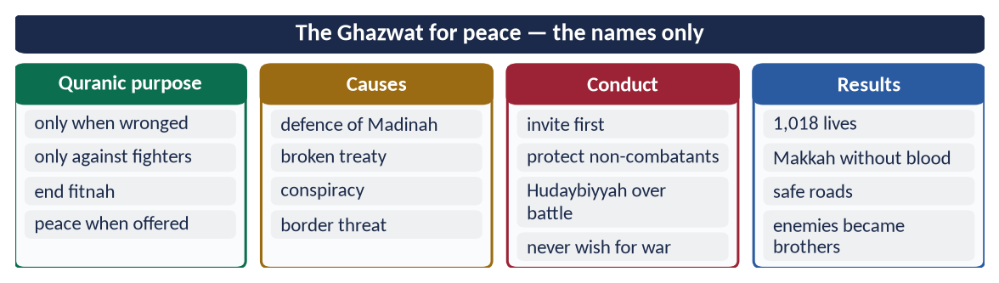 The Ghazwat for peace — the names only
Quranic purpose
only when wronged
only against fighters
end fitnah
peace when offered
Causes
defence of Madinah
broken treaty
conspiracy
border threat
Conduct
invite first
protect non-combatants
Hudaybiyyah over
battle
never wish for war
Results
1,018 lives
Makkah without blood
safe roads
enemies became
brothers